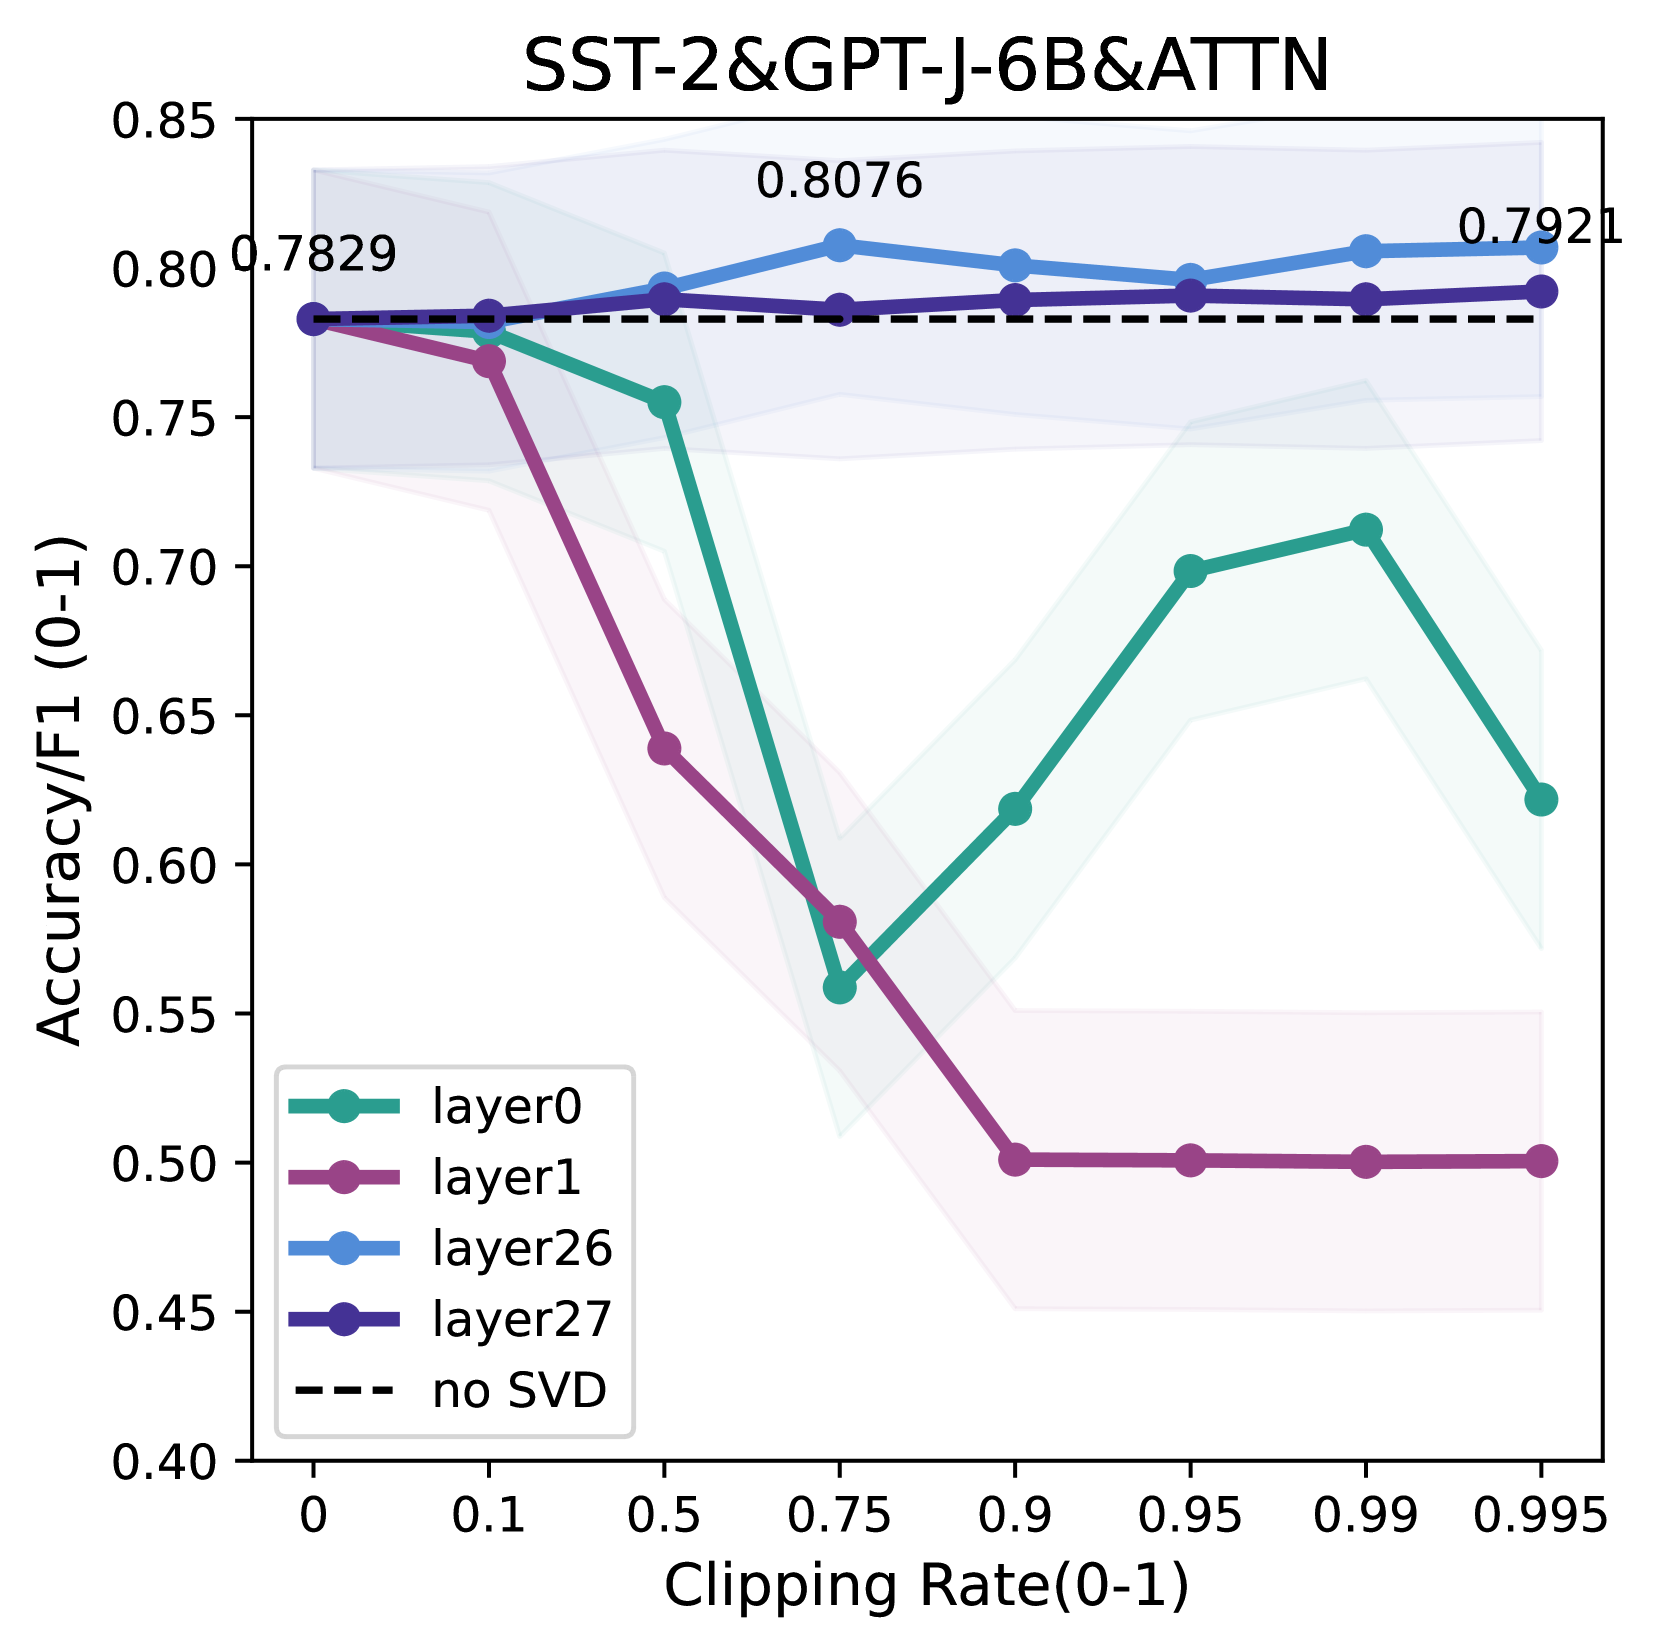 SST-2&GPT-J-6B&ATTN
0.85
0.80
0.75
0.70
0.65
0.60
0.55
0.50
0.45
0.40
Accuracy/F1 (0-1)
0.7829
0.8076
0.7921
layer0
layer1
layer26
layer27
no SVD
0 0.1 0.5 0.75 0.9 0.95 0.99 0.995
Clipping Rate(0-1)